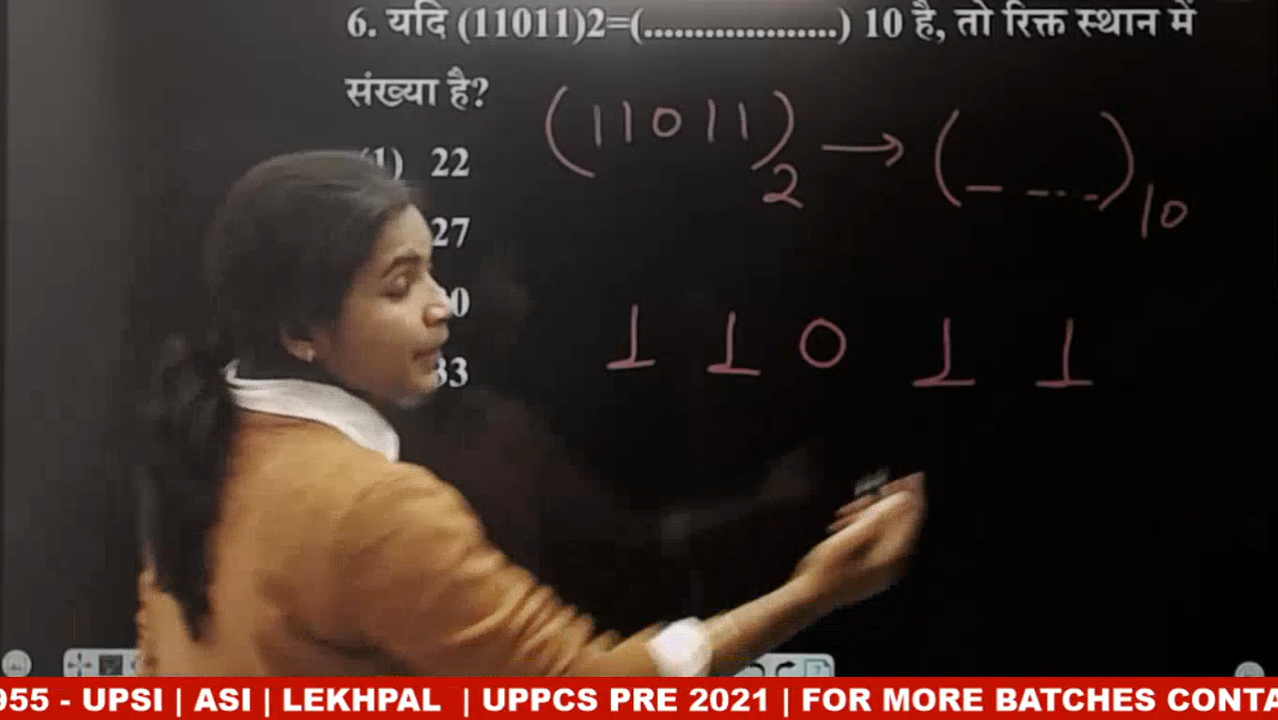 6. यदि (11011)2=(...................) 10 है, तो रिक्त स्थान में
संख्या है?
(11011)2 → (_ _...)10
(1) 22
27
0
33
1 1 0 1 1
955 - UPSI | ASI | LEKHPAL | UPPCS PRE 2021 | FOR MORE BATCHES CONTA